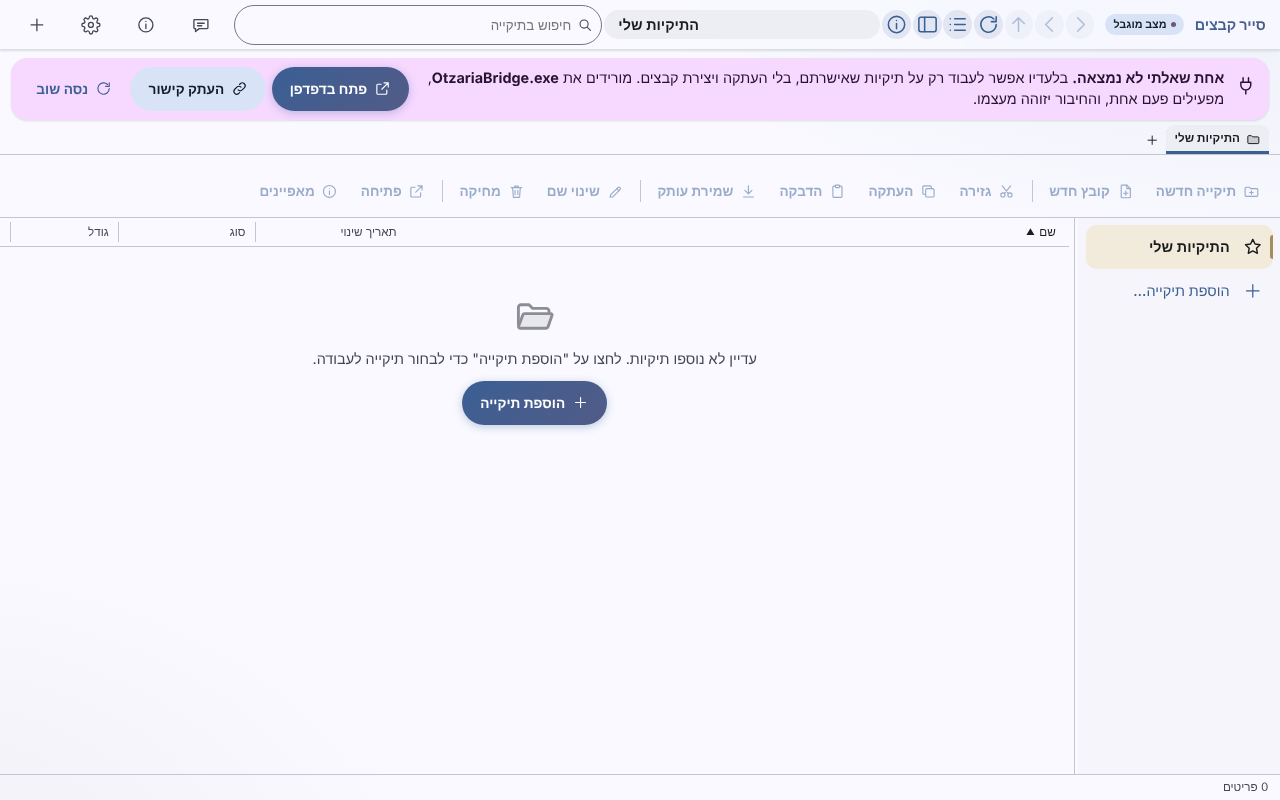 סייר קבצים
מצב מוגבל
התיקיות שלי
חיפוש בתיקייה
אחת שאלתי לא נמצאה. בלעדיו אפשר לעבוד רק על תיקיות שאישרתם, בלי העתקה ויצירת קבצים. מורידים את OtzariaBridge.exe,
מפעילים פעם אחת, והחיבור יזוהה מעצמו.
פתח בדפדפן
העתק קישור
נסה שוב
התיקיות שלי
תיקייה חדשה
קובץ חדש
גזירה
העתקה
הדבקה
שמירת עותק
שינוי שם
מחיקה
פתיחה
מאפיינים
התיקיות שלי
הוספת תיקייה...
שם
תאריך שינוי
סוג
גודל
עדיין לא נוספו תיקיות. לחצו על "הוספת תיקייה" כדי לבחור תיקייה לעבודה.
הוספת תיקייה
0 פריטים